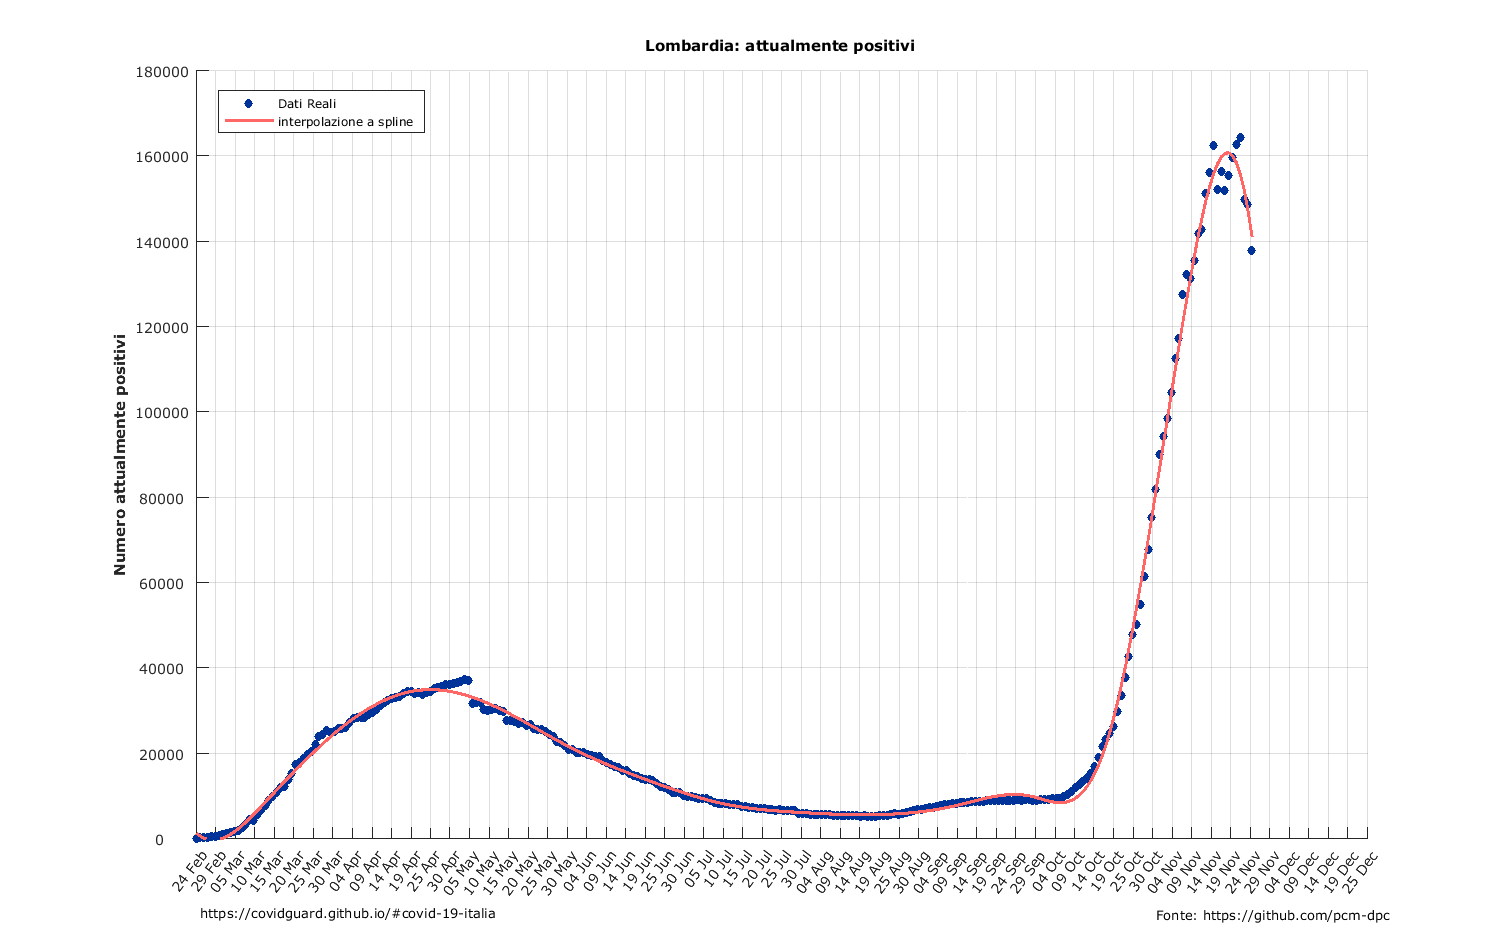 Lombardia: attualmente positivi
180000
160000
140000
120000
100000
80000
60000
40000
20000
0
Dati Reali
interpolazione a spline
Numero attualmente positivi
24 Feb
29 Feb
05 Mar
10 Mar
15 Mar
20 Mar
25 Mar
30 Mar
04 Apr
09 Apr
14 Apr
19 Apr
25 Apr
30 Apr
05 May
10 May
15 May
20 May
25 May
30 May
04 Jun
09 Jun
14 Jun
19 Jun
25 Jun
30 Jun
05 Jul
10 Jul
15 Jul
20 Jul
25 Jul
30 Jul
04 Aug
09 Aug
14 Aug
19 Aug
25 Aug
30 Aug
04 Sep
09 Sep
14 Sep
19 Sep
24 Sep
29 Sep
04 Oct
09 Oct
14 Oct
19 Oct
25 Oct
30 Oct
04 Nov
09 Nov
14 Nov
19 Nov
24 Nov
29 Nov
04 Dec
09 Dec
14 Dec
19 Dec
25 Dec
https://covidguard.github.io/#covid-19-italia
Fonte: https://github.com/pcm-dpc